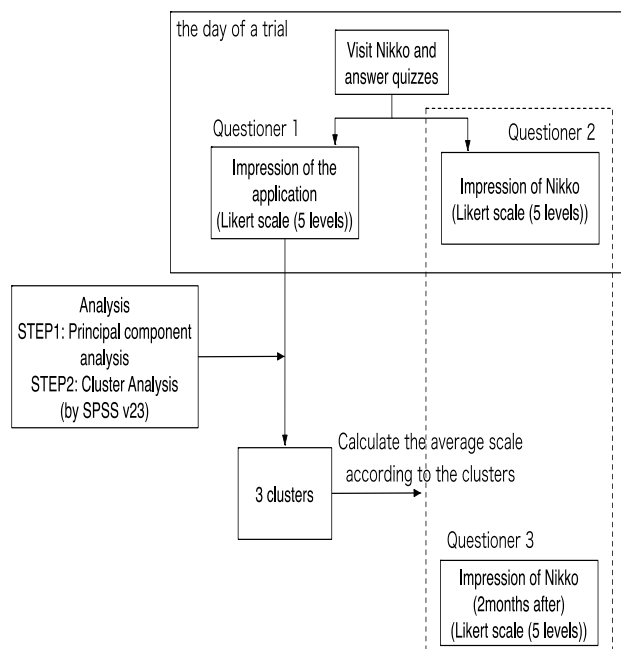 the day of a trial
Visit Nikko and
answer quizzes
Questioner 1
Impression of the
application
(Likert scale (5 levels))
Questioner 2
Impression of Nikko
(Likert scale (5 levels))
Analysis
STEP1: Principal component
analysis
STEP2: Cluster Analysis
(by SPSS v23)
3 clusters
Calculate the average scale
according to the clusters
Questioner 3
Impression of Nikko
(2months after)
(Likert scale (5 levels))